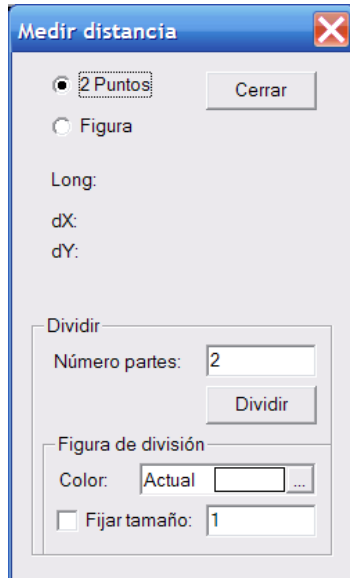 Medir distancia
2 Puntos
Cerrar
Figura
Long:
dX:
dY:
Dividir
Número partes: 2
Dividir
Figura de división
Color: Actual ...
Fijar tamaño: 1